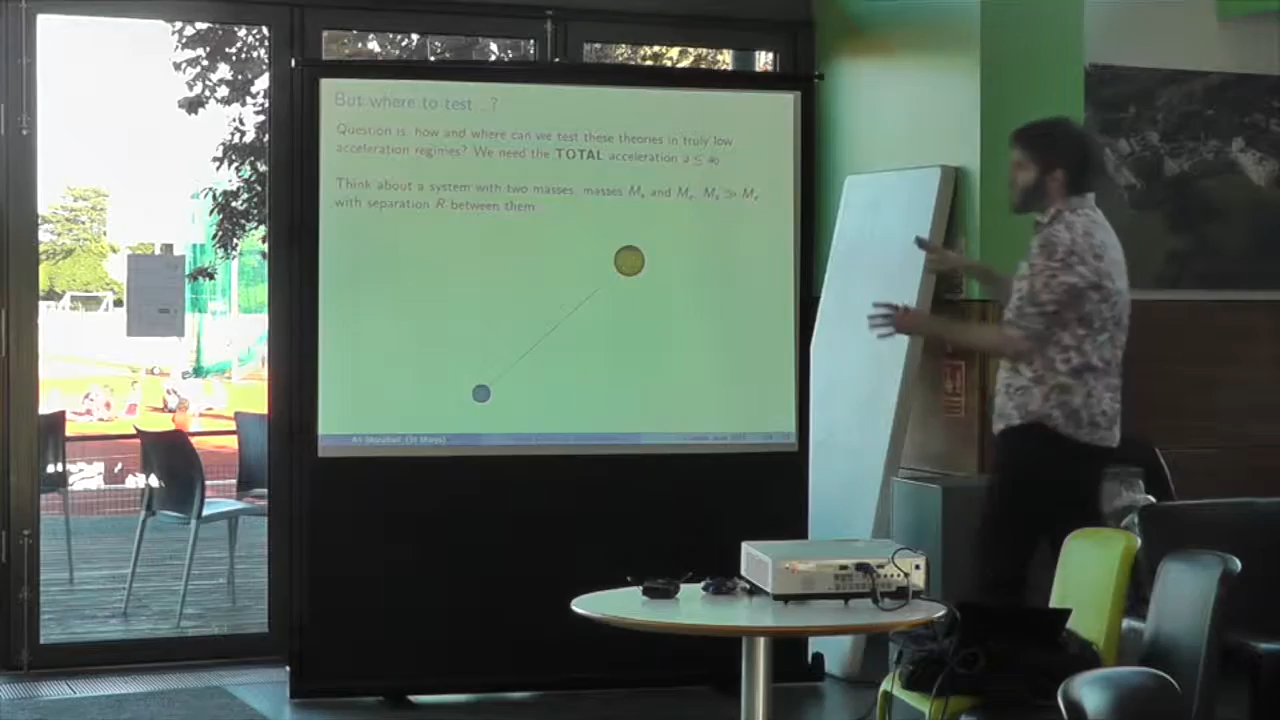 But where to test...?
Question is: how and where can we test these theories in truly low
acceleration regimes? We need the TOTAL acceleration a ≤ a₀
Think about a system with two masses, masses Mₛ and Mₑ, Mₛ ≫ Mₑ
with separation R between them